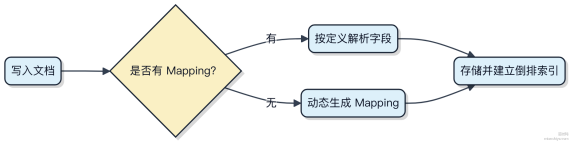 写入文档
是否有 Mapping?
有
按定义解析字段
无
动态生成 Mapping
存储并建立倒排索引